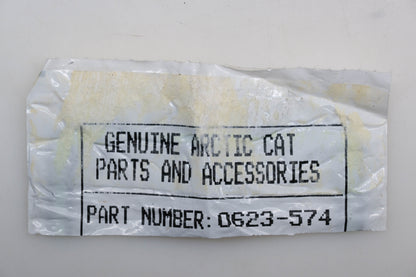 GENUINE ARCTIC CAT
PARTS AND ACCESSORIES
PART NUMBER: 0623-574